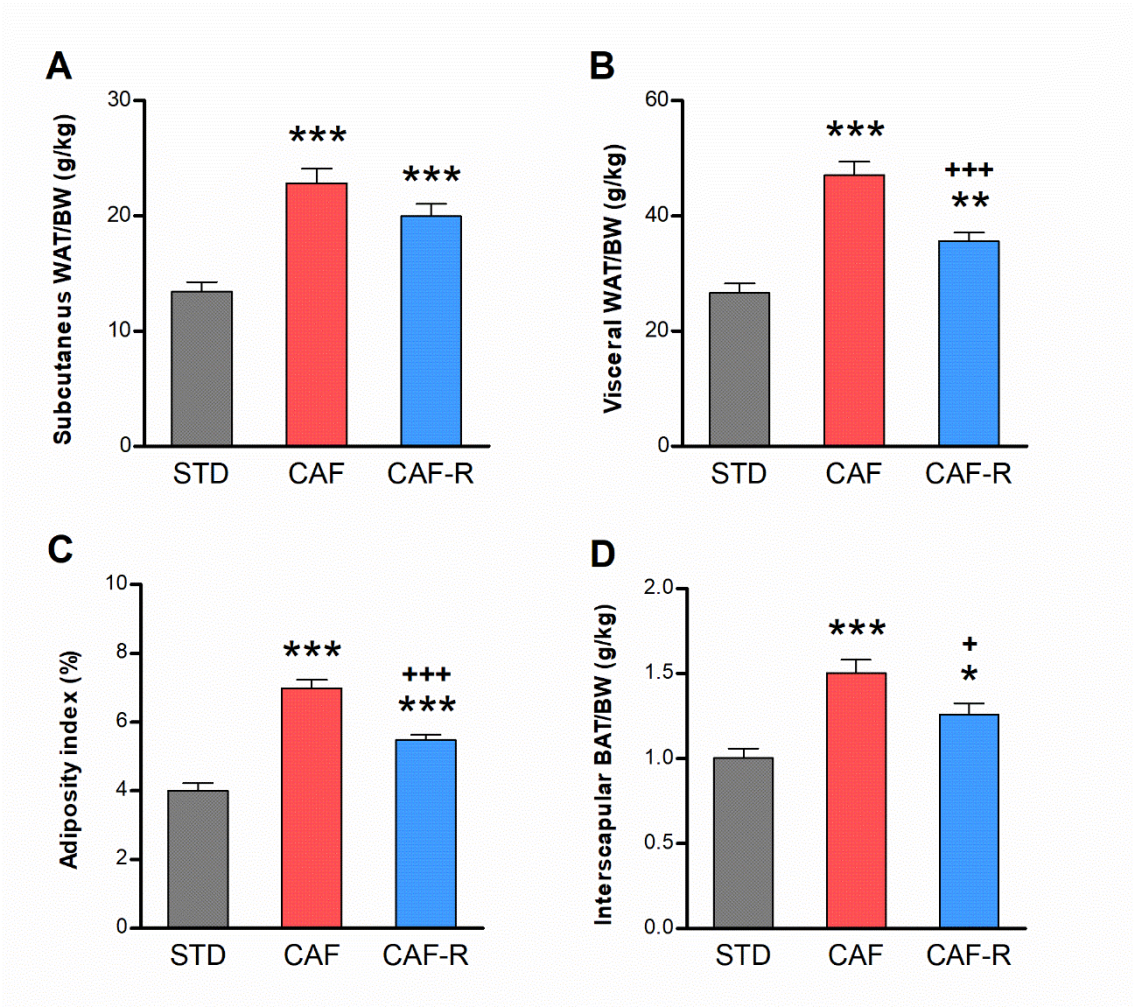 A
Subcutaneus WAT/BW (g/kg)
30
20
10
0
***
***
STD CAF CAF-R
B
Visceral WAT/BW (g/kg)
60
40
20
0
***
+++
**
STD CAF CAF-R
C
Adiposity index (%)
10
8
6
4
2
0
***
+++
***
STD CAF CAF-R
D
Interscapular BAT/BW (g/kg)
2.0
1.5
1.0
0.5
0.0
***
+
*
STD CAF CAF-R